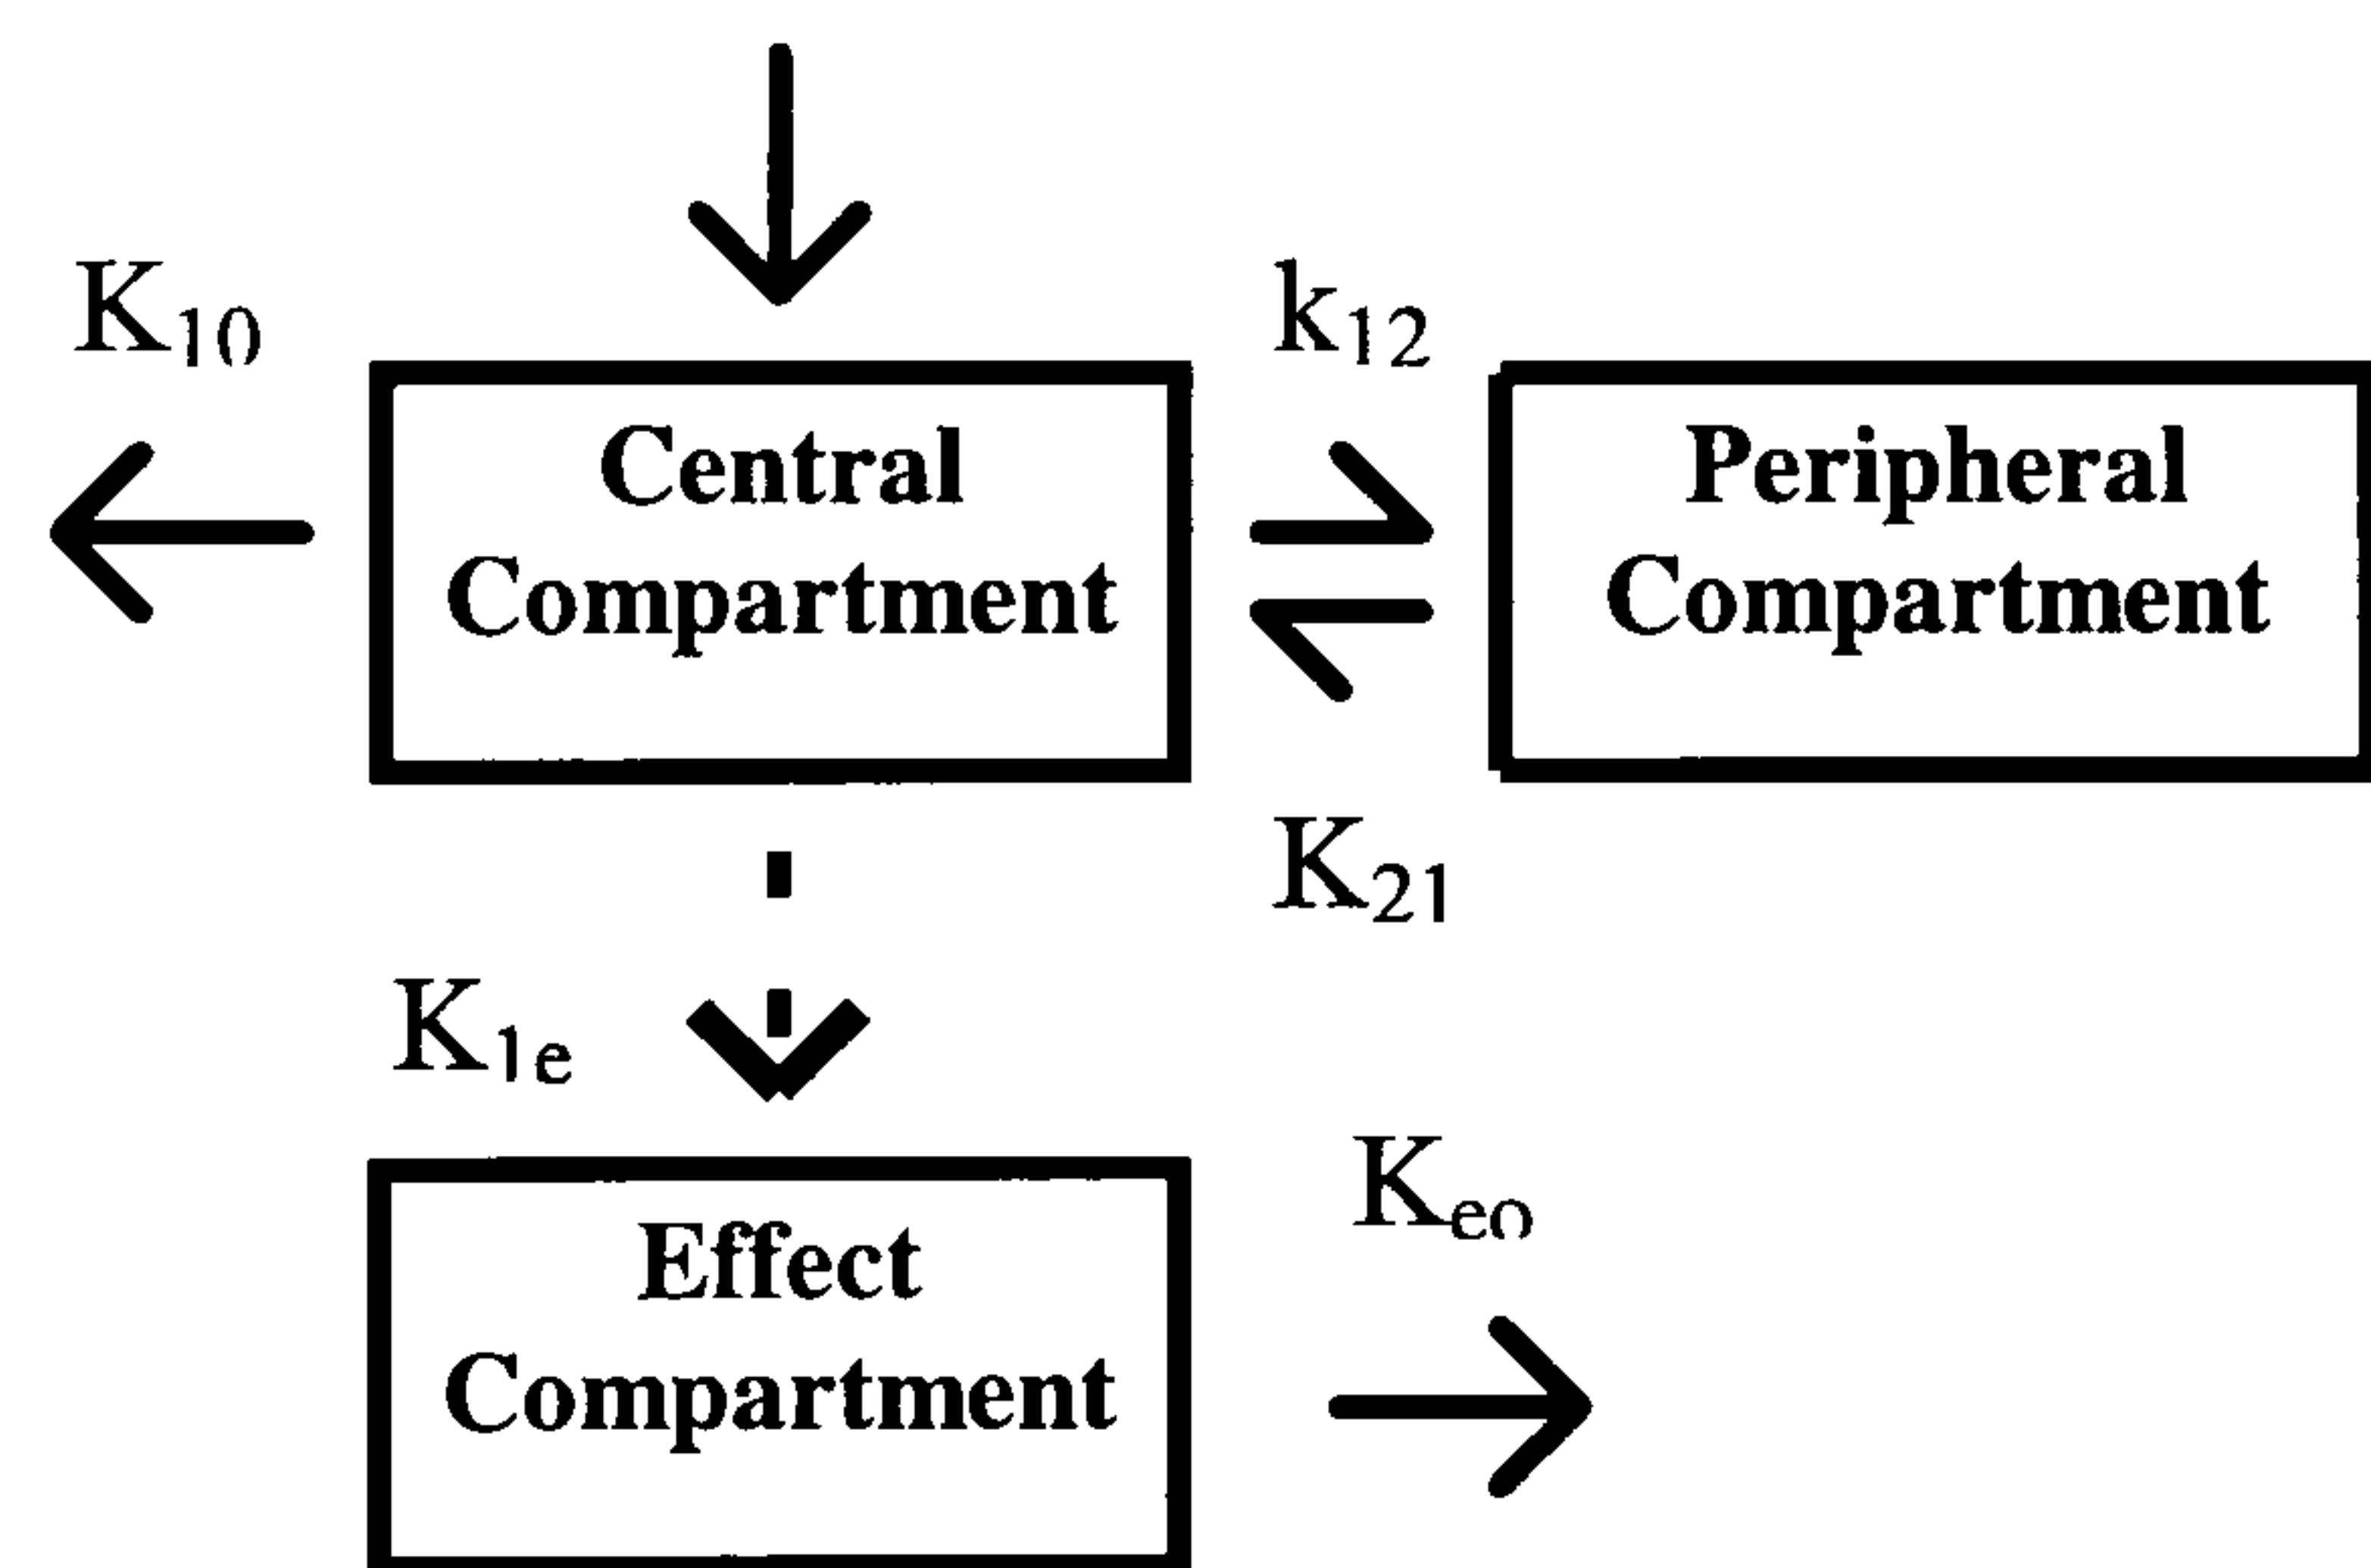 K10
k12
Central
Compartment
Peripheral
Compartment
K21
K1e
Keo
Effect
Compartment